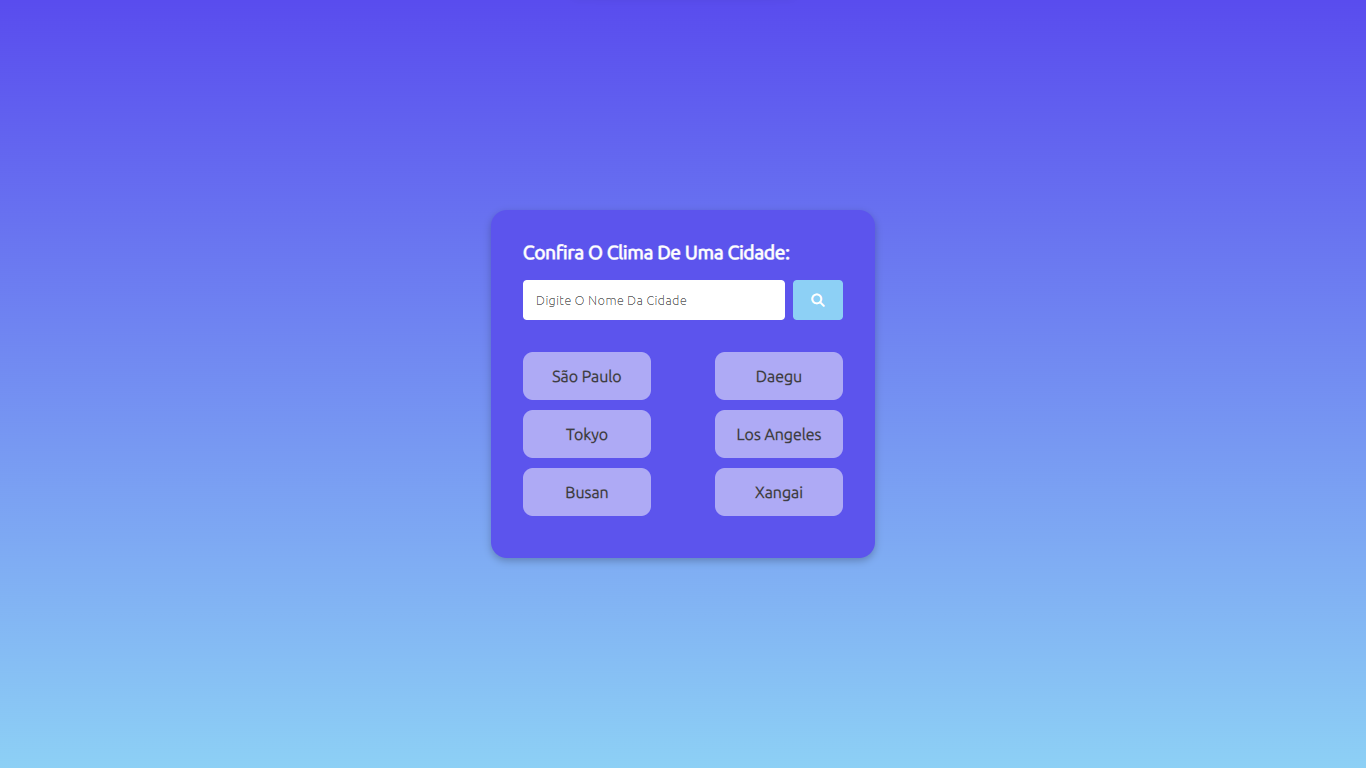 Confira O Clima De Uma Cidade:
Digite O Nome Da Cidade
São Paulo
Daegu
Tokyo
Los Angeles
Busan
Xangai